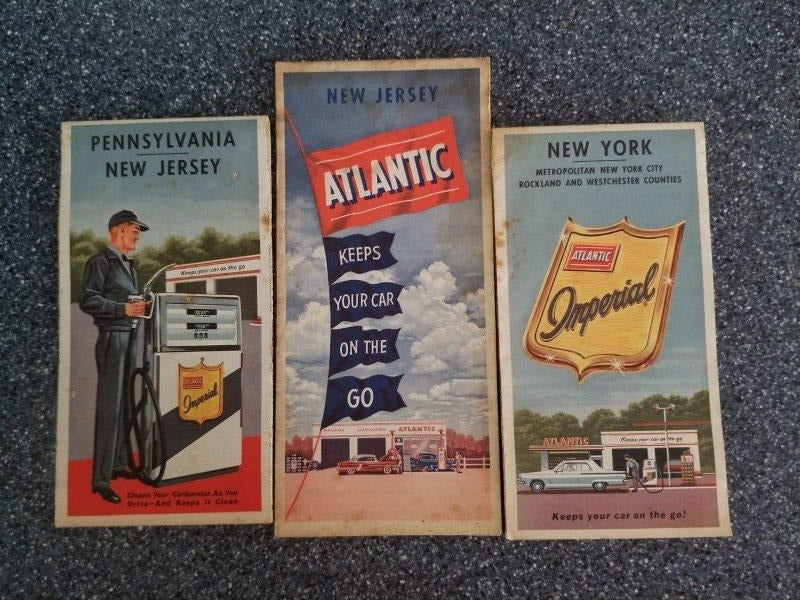 PENNSYLVANIA
NEW JERSEY
Keeps your car on the go
ATLANTIC
Imperial
Cleans Your Carburetor As You
Drive—And Keeps It Clean
NEW JERSEY
ATLANTIC
KEEPS
YOUR CAR
ON THE
GO
WASHING LUBRICATION ATLANTIC
NEW YORK
METROPOLITAN NEW YORK CITY
ROCKLAND AND WESTCHESTER COUNTIES
ATLANTIC
Imperial
ATLANTIC
Keeps your car on the go
Keeps your car on the go!